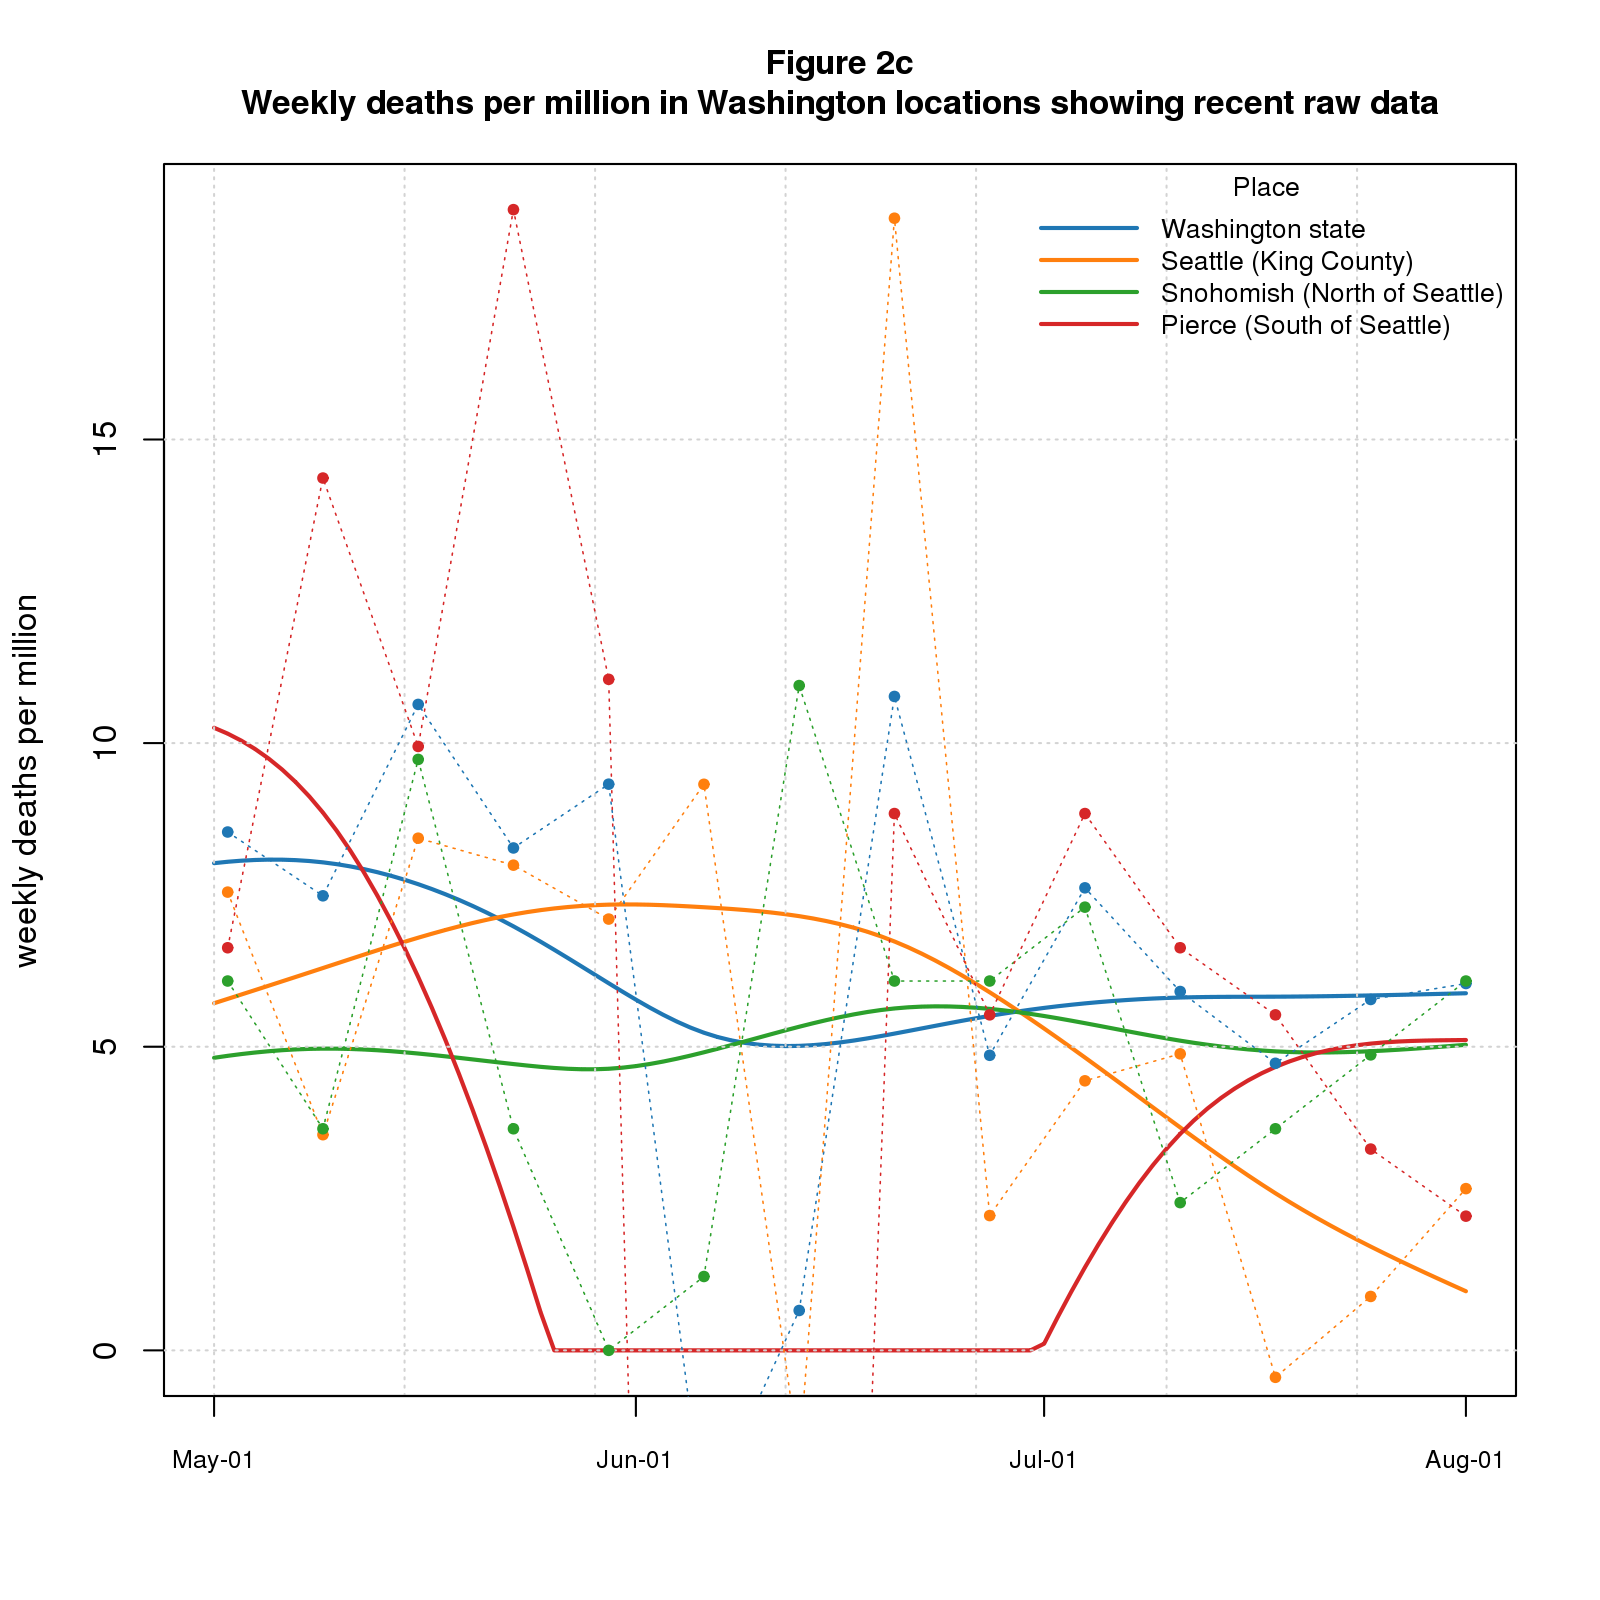 Figure 2c
Weekly deaths per million in Washington locations showing recent raw data
Place
Washington state
Seattle (King County)
Snohomish (North of Seattle)
Pierce (South of Seattle)
weekly deaths per million
15
10
5
0
May-01
Jun-01
Jul-01
Aug-01